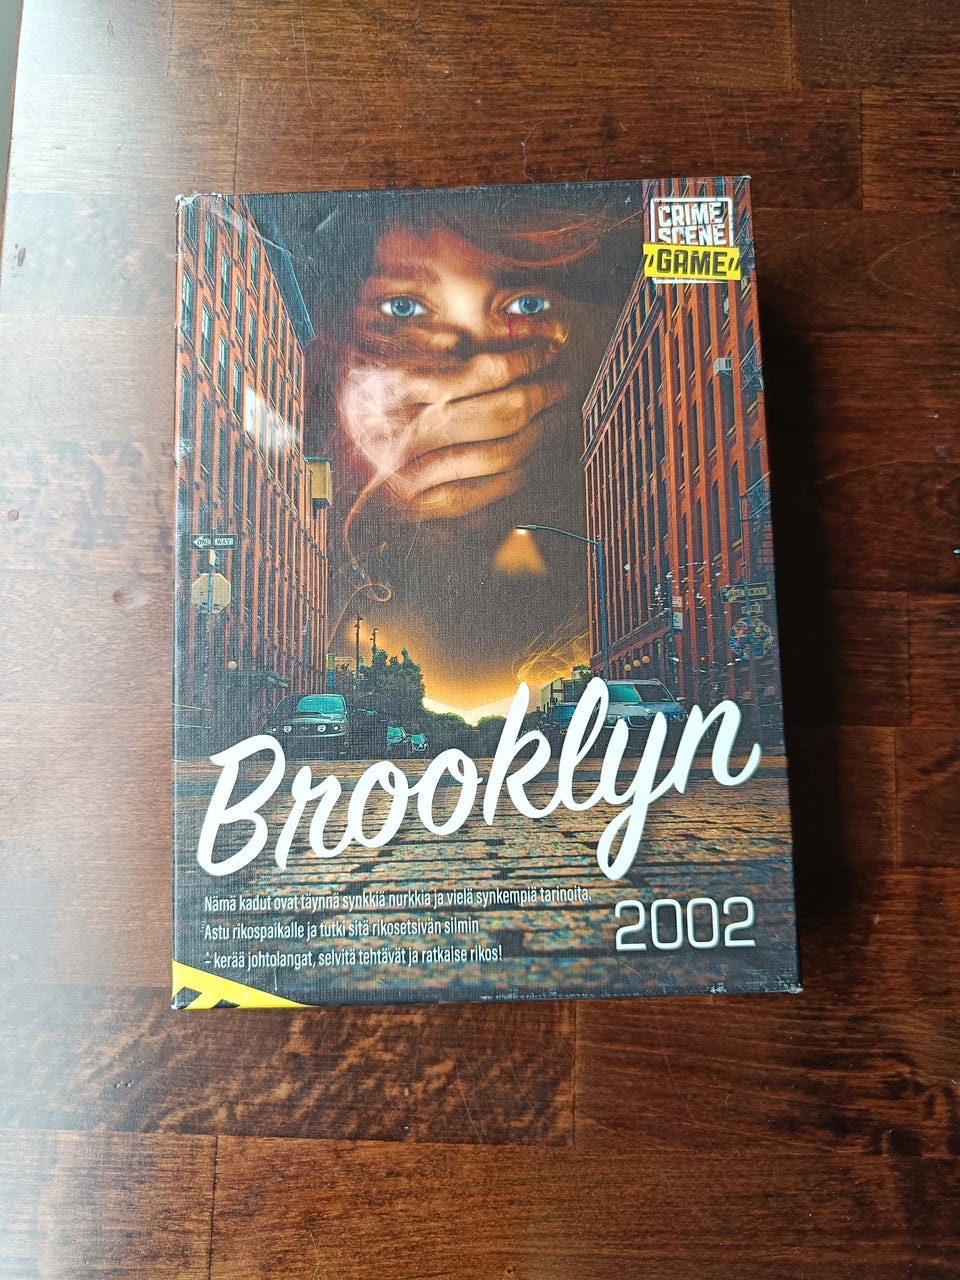 CRIME
SCENE
GAME
ONE WAY
ONE WAY
Brooklyn
2002
Nämä kadut ovat täynnä synkkiä nurkkia ja vielä synkempiä tarinoita.
Astu rikospaikalle ja tutki sitä rikosetsivän silmin
– kerää johtolangat, selvitä tehtävät ja ratkaise rikos!